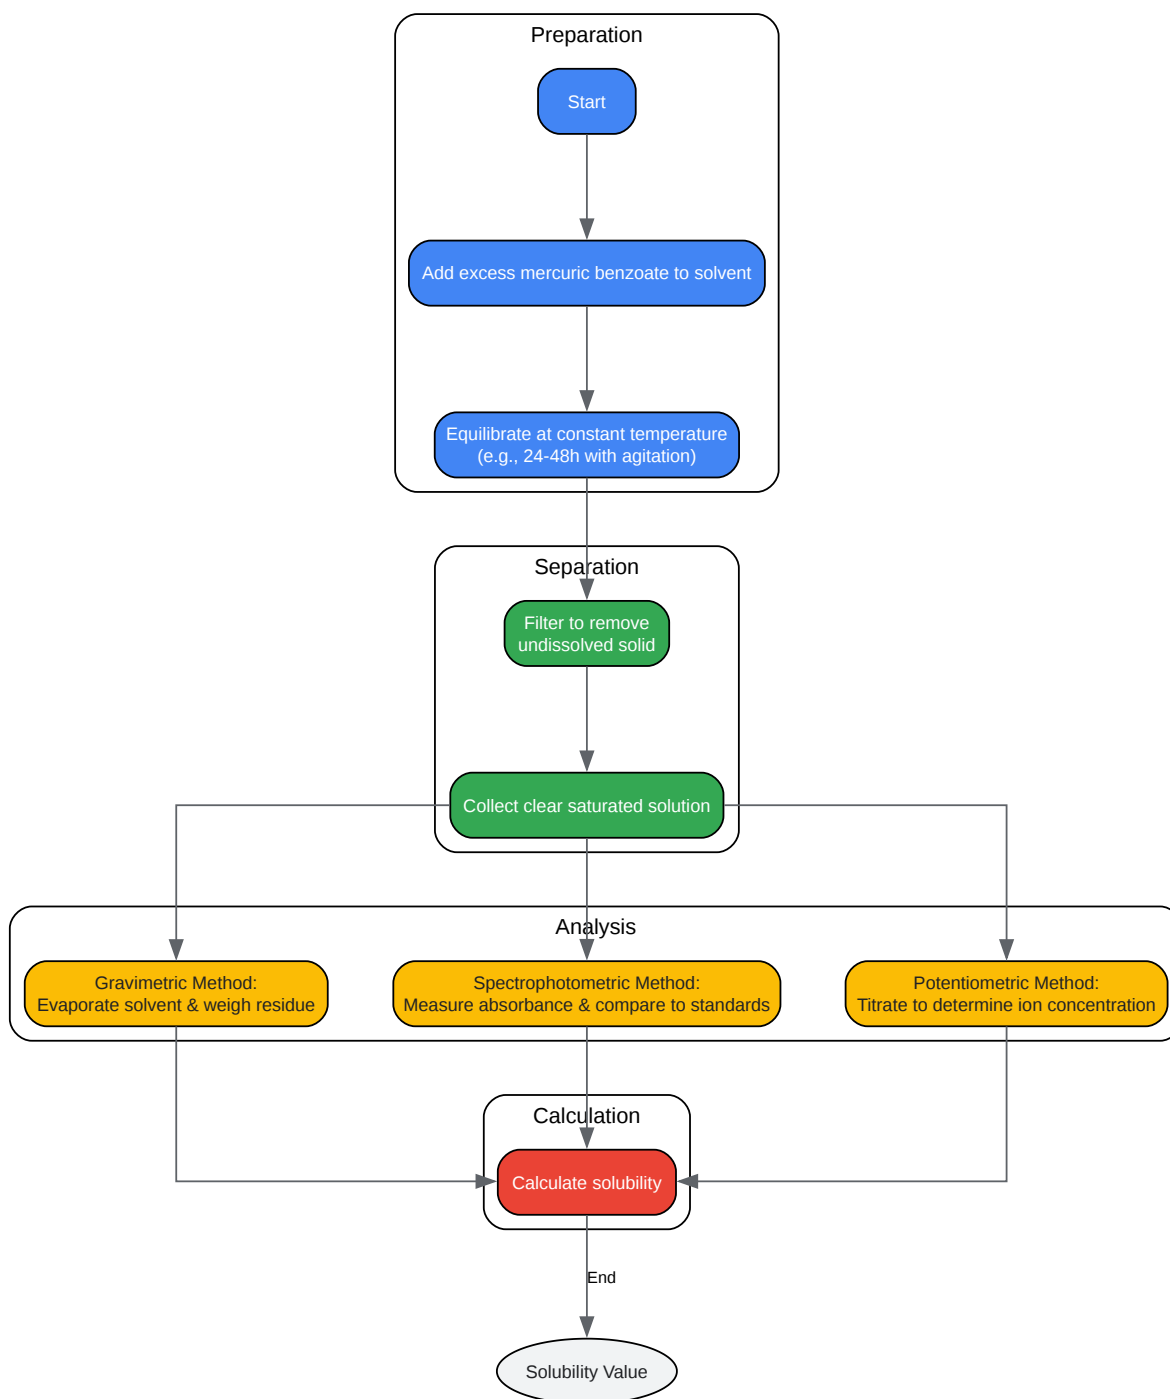 Preparation
Start
Add excess mercuric benzoate to solvent
Equilibrate at constant temperature
(e.g., 24-48h with agitation)
Separation
Filter to remove
undissolved solid
Collect clear saturated solution
Analysis
Gravimetric Method:
Evaporate solvent & weigh residue
Spectrophotometric Method:
Measure absorbance & compare to standards
Potentiometric Method:
Titrate to determine ion concentration
Calculation
Calculate solubility
End
Solubility Value